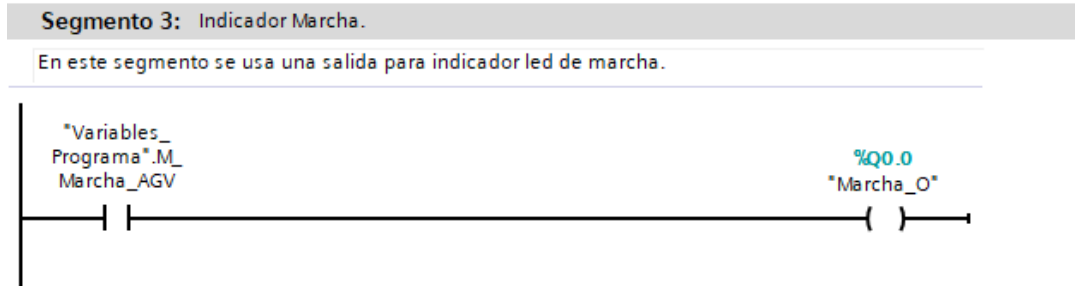 Segmento 3: Indicador Marcha.
En este segmento se usa una salida para indicador led de marcha.
"Variables_
Programa".M_
Marcha_AGV
%Q0.0
"Marcha_O"